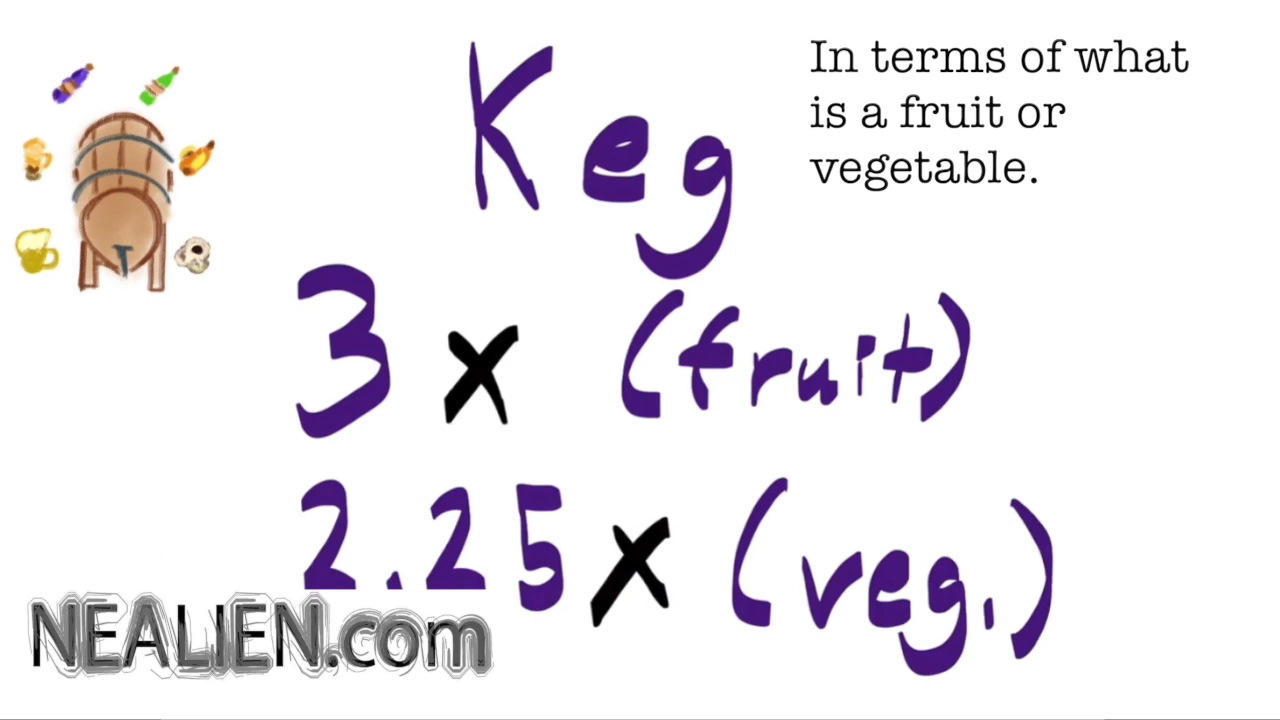 Keg
In terms of what
is a fruit or
vegetable.
3 x (fruit)
2.25 x (veg.)
NEALIEN.com